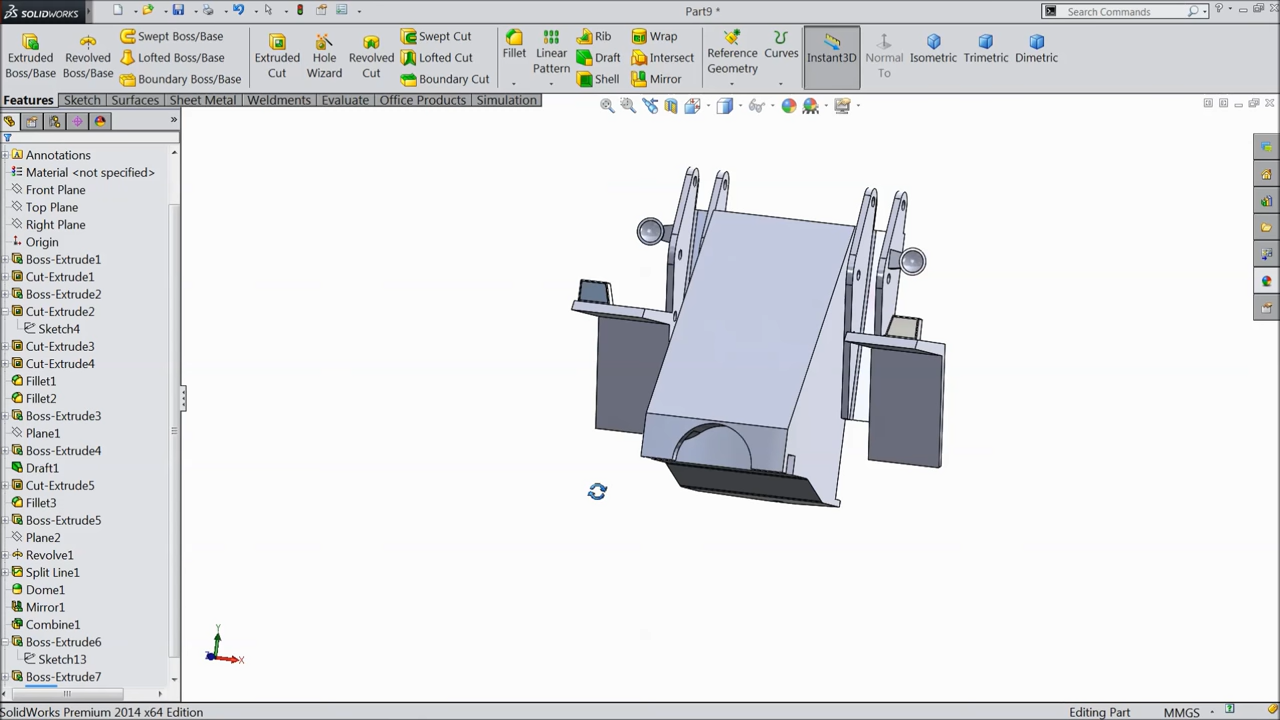 SOLIDWORKS
Part9 *
Search Commands
Extruded Boss/Base
Revolved Boss/Base
Swept Boss/Base
Lofted Boss/Base
Boundary Boss/Base
Extruded Cut
Hole Wizard
Revolved Cut
Swept Cut
Lofted Cut
Boundary Cut
Fillet
Linear Pattern
Rib
Draft
Shell
Wrap
Intersect
Mirror
Reference Geometry
Curves
Instant3D
Normal To
Isometric
Trimetric
Dimetric
Features
Sketch
Surfaces
Sheet Metal
Weldments
Evaluate
Office Products
Simulation
Annotations
Material <not specified>
Front Plane
Top Plane
Right Plane
Origin
Boss-Extrude1
Cut-Extrude1
Boss-Extrude2
Cut-Extrude2
Sketch4
Cut-Extrude3
Cut-Extrude4
Fillet1
Fillet2
Boss-Extrude3
Plane1
Boss-Extrude4
Draft1
Cut-Extrude5
Fillet3
Boss-Extrude5
Plane2
Revolve1
Split Line1
Dome1
Mirror1
Combine1
Boss-Extrude6
Sketch13
Boss-Extrude7
Y
X
Z
SolidWorks Premium 2014 x64 Edition
Editing Part
MMGS